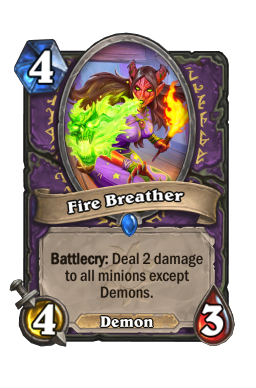 4
Fire Breather
Battlecry: Deal 2 damage
to all minions except
Demons.
4
Demon
3